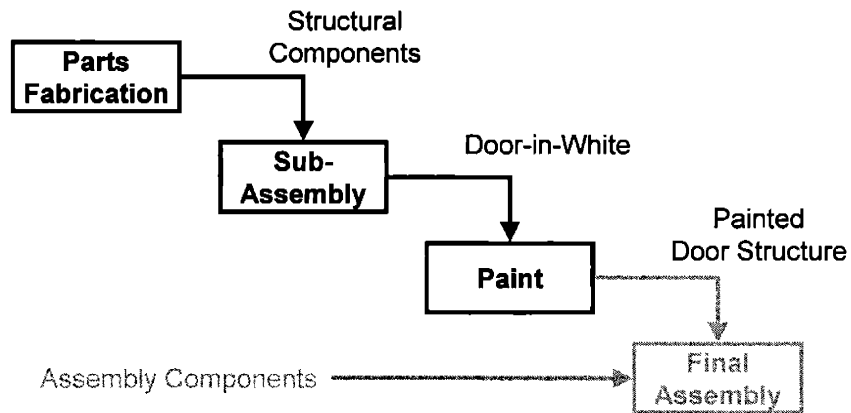 Structural
Components
Parts
Fabrication
Door-in-White
Sub-
Assembly
Painted
Door Structure
Paint
Final
Assembly
Assembly Components